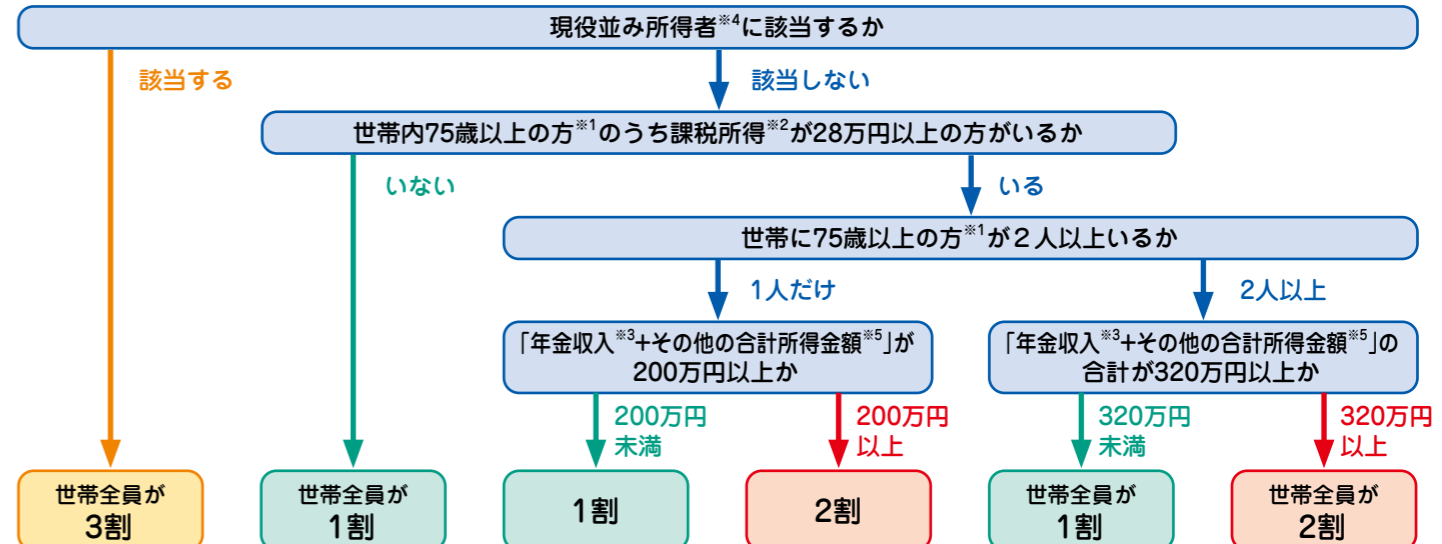 現役並み所得者※4に該当するか
該当する
該当しない
世帯内75歳以上の方※1のうち課税所得※2が28万円以上の方がいるか
いない
いる
世帯に75歳以上の方※1が2人以上いるか
1人だけ
2人以上
「年金収入※3+その他の合計所得金額※5」が
200万円以上か
「年金収入※3+その他の合計所得金額※5」の
合計が320万円以上か
200万円
未満
200万円
以上
320万円
未満
320万円
以上
世帯全員が
3割
世帯全員が
1割
1割
2割
世帯全員が
1割
世帯全員が
2割